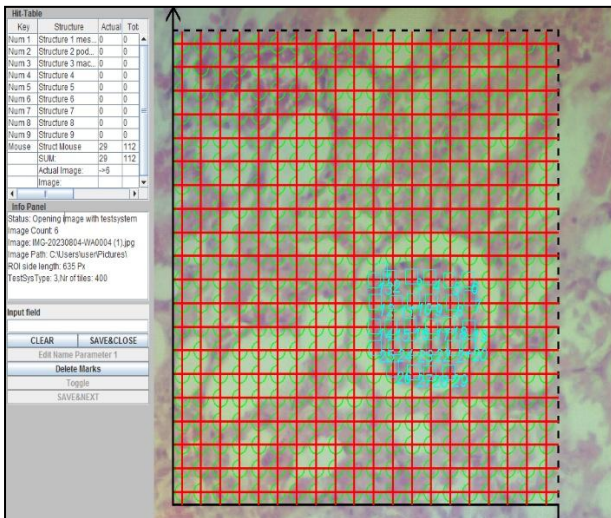 Hit-Table
Key Structure Actual Tot
Num 1 Structure 1 mes... 0 0
Num 2 Structure 2 pod... 0 0
Num 3 Structure 3 mac... 0 0
Num 4 Structure 4 0 0
Num 5 Structure 5 0 0
Num 6 Structure 6 0 0
Num 7 Structure 7 0 0
Num 8 Structure 8 0 0
Num 9 Structure 9 0 0
Mouse Struct Mouse 29 112
SUM: 29 112
Actual Image: ->6
Image:
Info Panel
Status: Opening image with testsystem
Image Count: 6
Image: IMG-20230804-WA0004 (1).jpg
Image Path: C:\Users\user\Pictures\
ROI side length: 635 Px
TestSysType: 3,Nr of tiles: 400
Input field
CLEAR SAVE&CLOSE
Edit Name Parameter 1
Delete Marks
Toggle
SAVE&NEXT